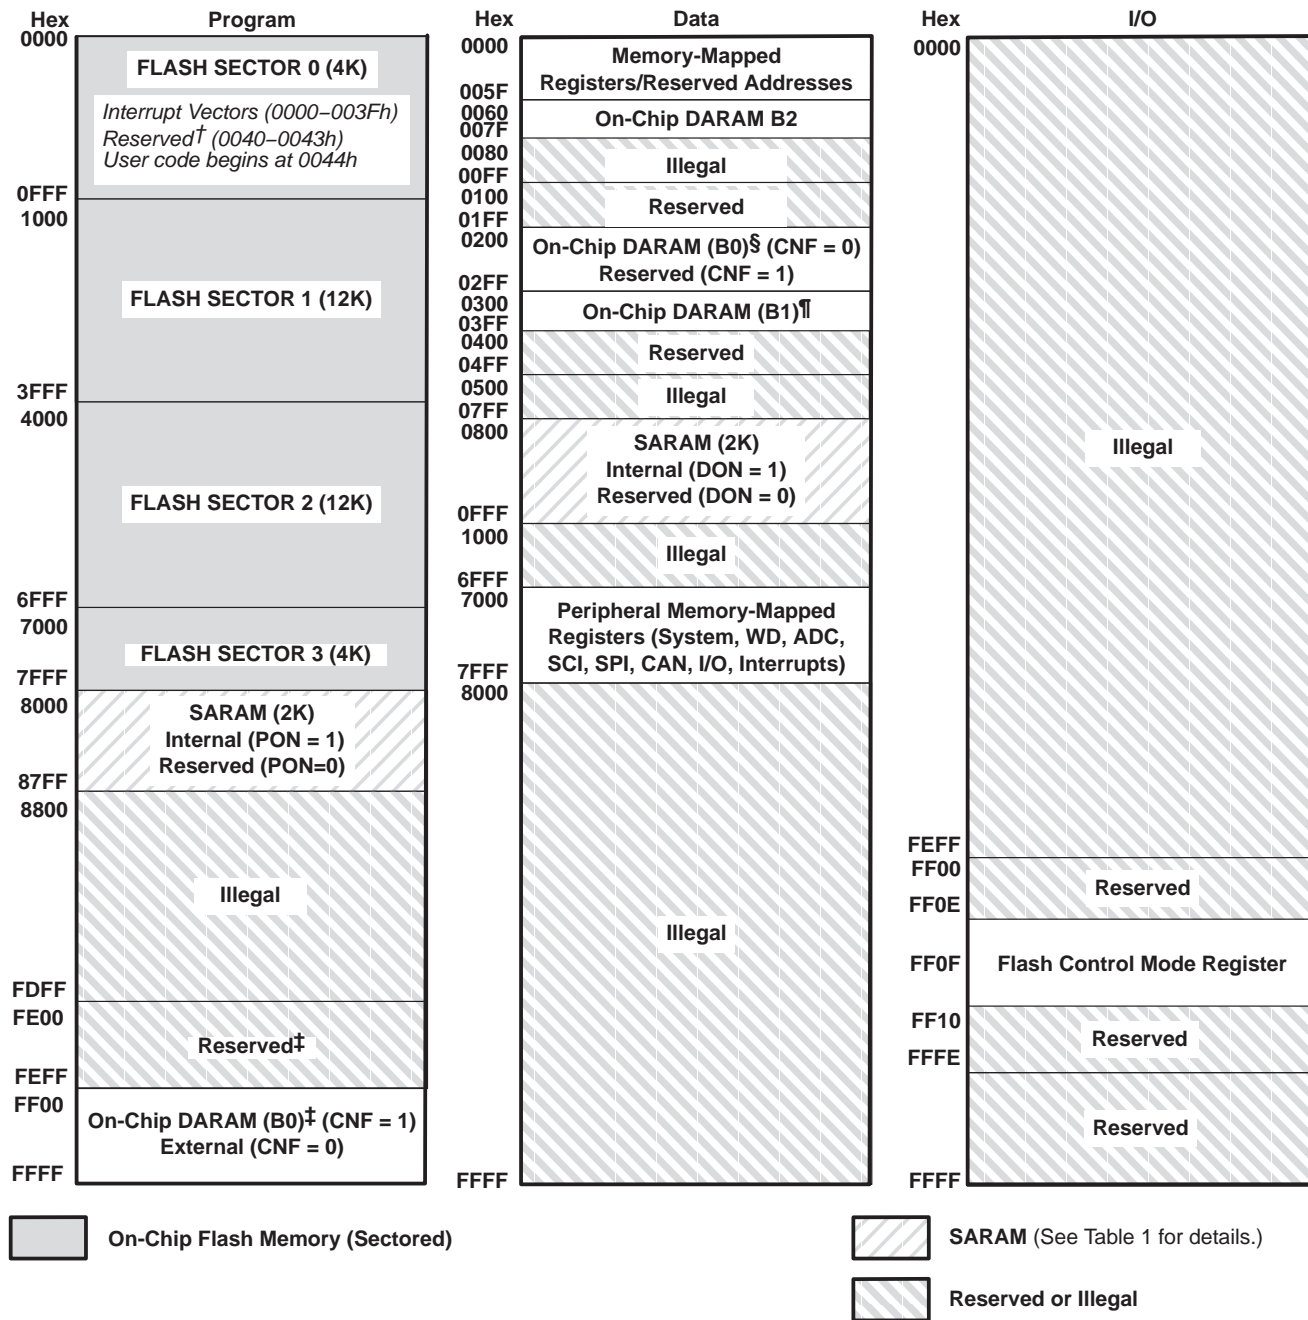 Hex Program
0000
FLASH SECTOR 0 (4K)
Interrupt Vectors (0000–003Fh)
Reserved† (0040–0043h)
User code begins at 0044h
0FFF
1000
FLASH SECTOR 1 (12K)
3FFF
4000
FLASH SECTOR 2 (12K)
6FFF
7000
FLASH SECTOR 3 (4K)
7FFF
8000
SARAM (2K)
Internal (PON = 1)
Reserved (PON=0)
87FF
8800
Illegal
FDFF
FE00
Reserved‡
FEFF
FF00
On-Chip DARAM (B0)‡ (CNF = 1)
External (CNF = 0)
FFFF
Hex Data
0000
Memory-Mapped
Registers/Reserved Addresses
005F
0060
On-Chip DARAM B2
007F
0080
Illegal
00FF
0100
Reserved
01FF
0200
On-Chip DARAM (B0)§ (CNF = 0)
Reserved (CNF = 1)
02FF
0300
On-Chip DARAM (B1)¶
03FF
0400
Reserved
04FF
0500
Illegal
07FF
0800
SARAM (2K)
Internal (DON = 1)
Reserved (DON = 0)
0FFF
1000
Illegal
6FFF
7000
Peripheral Memory-Mapped
Registers (System, WD, ADC,
SCI, SPI, CAN, I/O, Interrupts)
7FFF
8000
Illegal
FFFF
Hex I/O
0000
Illegal
FEFF
FF00
Reserved
FF0E
FF0F Flash Control Mode Register
FF10
Reserved
FFFE
Reserved
FFFF
On-Chip Flash Memory (Sectored)
SARAM (See Table 1 for details.)
Reserved or Illegal